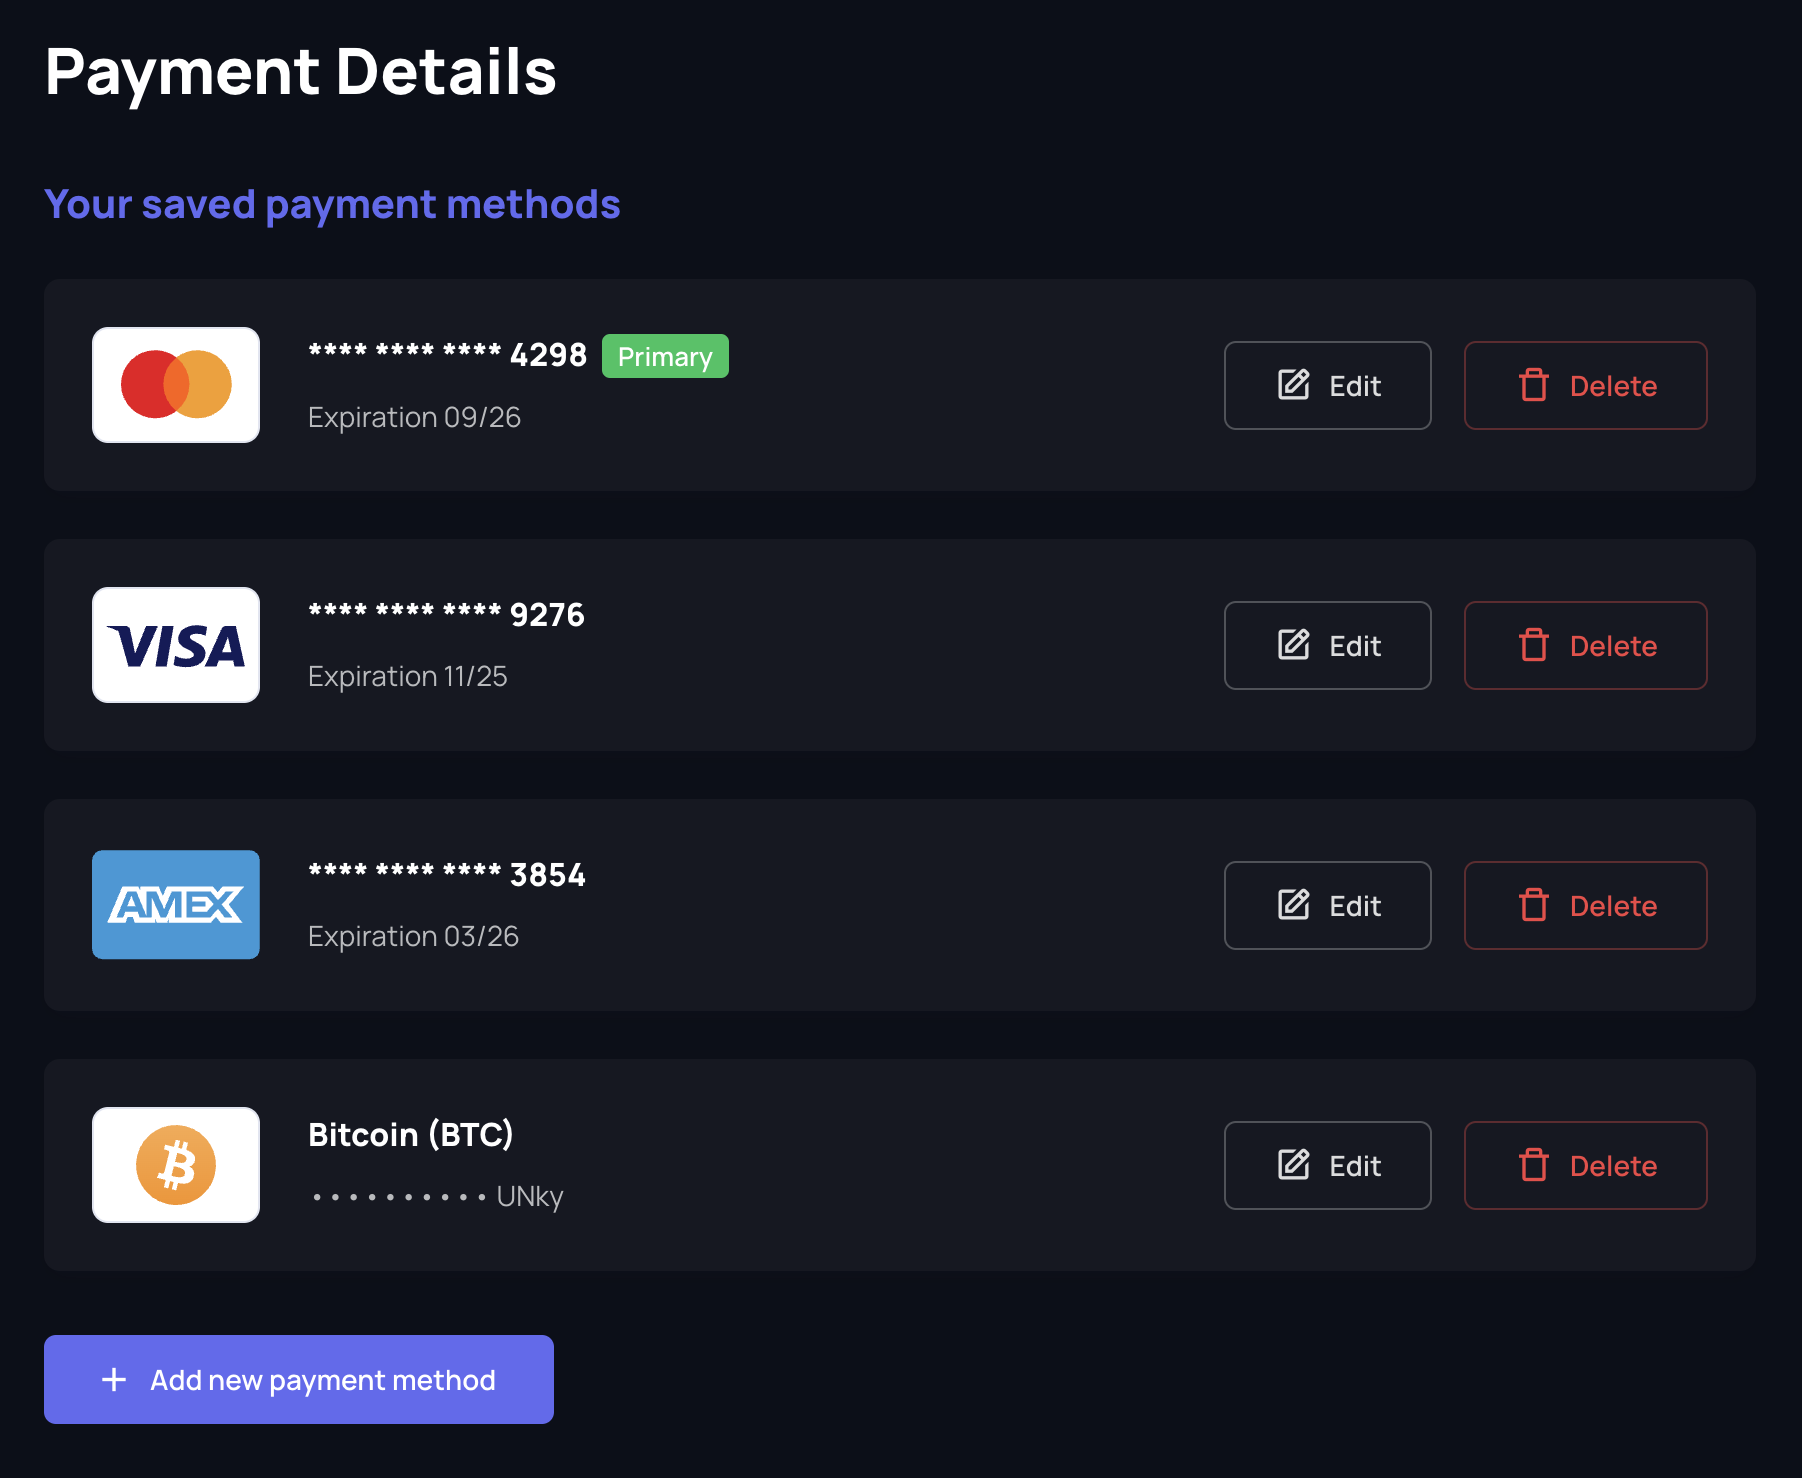 Payment Details
Your saved payment methods
**** **** **** 4298 Primary
Expiration 09/26
Edit
Delete
VISA
**** **** **** 9276
Expiration 11/25
Edit
Delete
AMEX
**** **** **** 3854
Expiration 03/26
Edit
Delete
Bitcoin (BTC)
•••••••••• UNky
Edit
Delete
+ Add new payment method